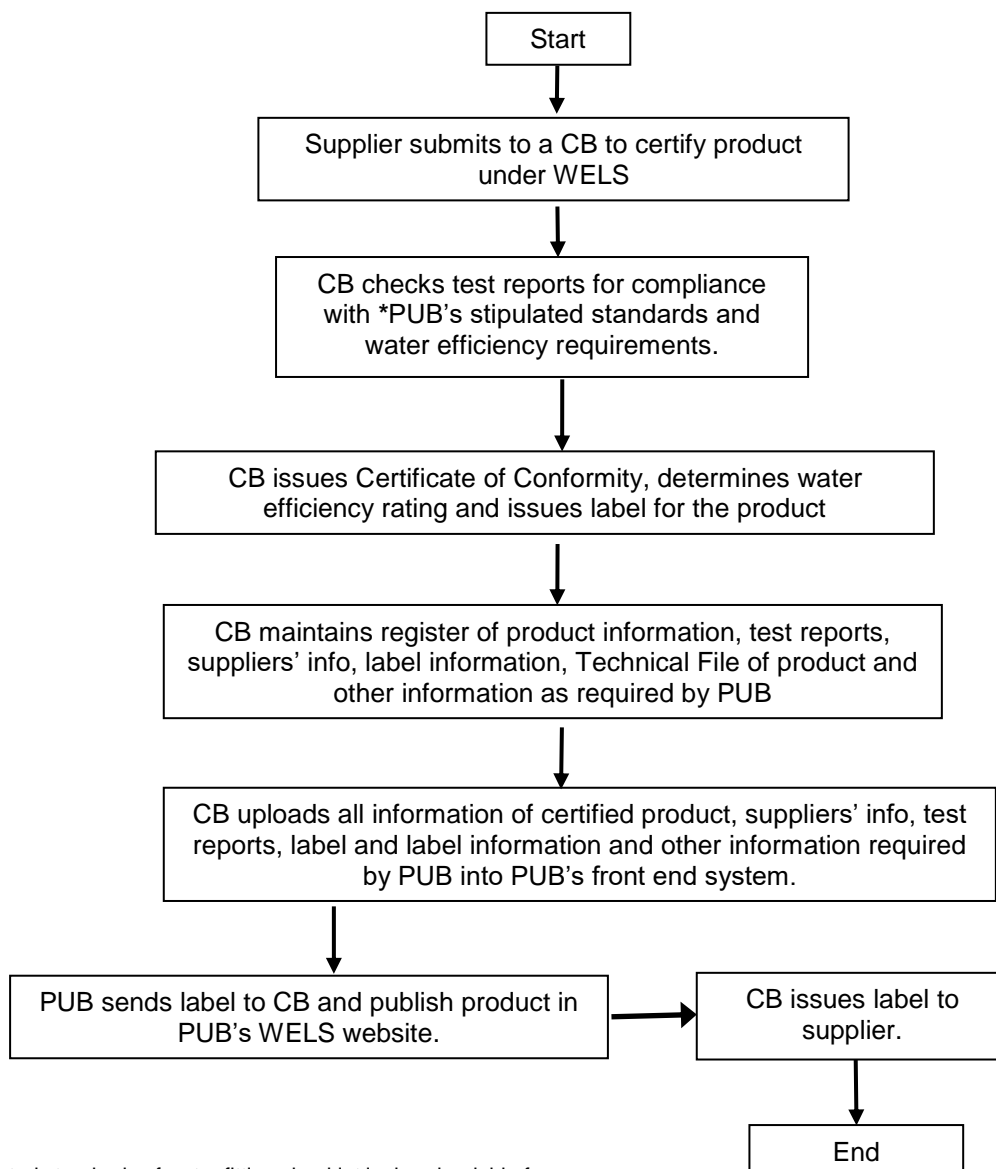 Start
Supplier submits to a CB to certify product
under WELS
CB checks test reports for compliance
with *PUB’s stipulated standards and
water efficiency requirements.
CB issues Certificate of Conformity, determines water
efficiency rating and issues label for the product
CB maintains register of product information, test reports,
suppliers’ info, label information, Technical File of product and
other information as required by PUB
CB uploads all information of certified product, suppliers’ info, test
reports, label and label information and other information required
by PUB into PUB’s front end system.
PUB sends label to CB and publish product in
PUB’s WELS website.
CB issues label to
supplier.
End